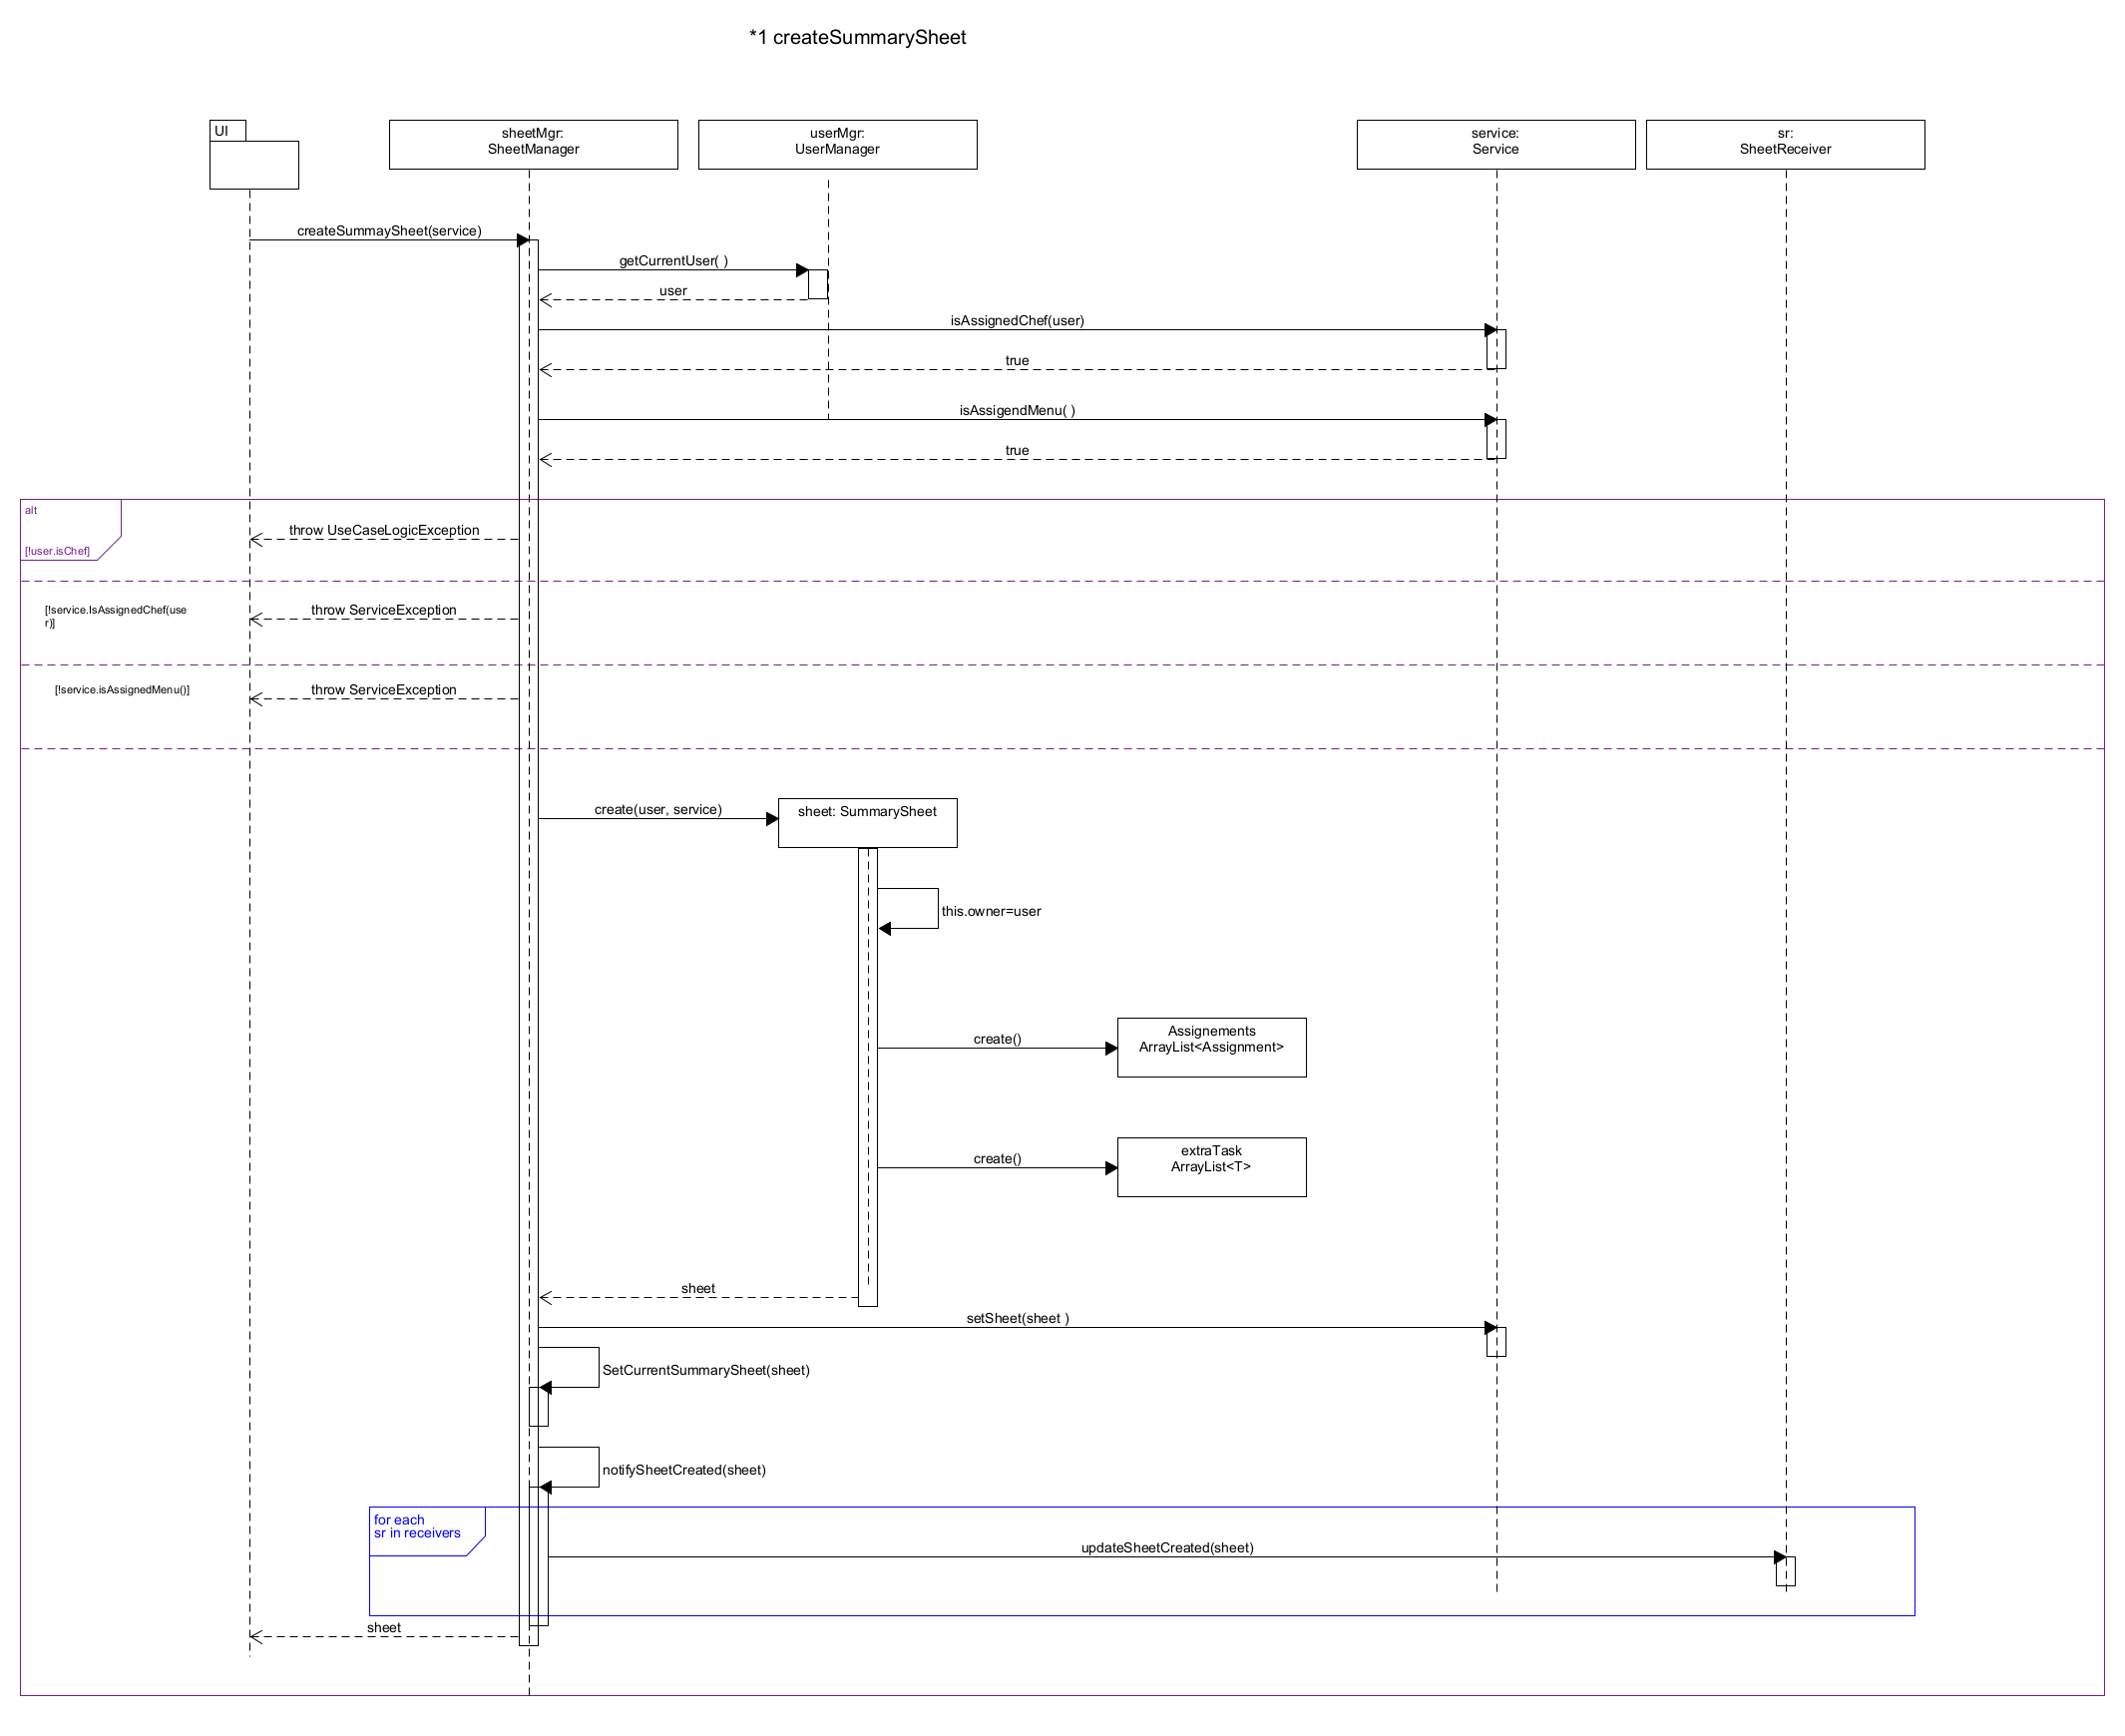 *1 createSummarySheet
UI
sheetMgr:
SheetManager
userMgr:
UserManager
service:
Service
sr:
SheetReceiver
createSummaySheet(service)
getCurrentUser( )
user
isAssignedChef(user)
true
isAssigendMenu( )
true
alt
throw UseCaseLogicException
[!user.isChef]
[!service.IsAssignedChef(use
r)]
throw ServiceException
[!service.isAssignedMenu()]
throw ServiceException
create(user, service)
sheet: SummarySheet
this.owner=user
create()
Assignements
ArrayList<Assignment>
create()
extraTask
ArrayList<T>
sheet
setSheet(sheet )
SetCurrentSummarySheet(sheet)
notifySheetCreated(sheet)
for each
sr in receivers
updateSheetCreated(sheet)
sheet